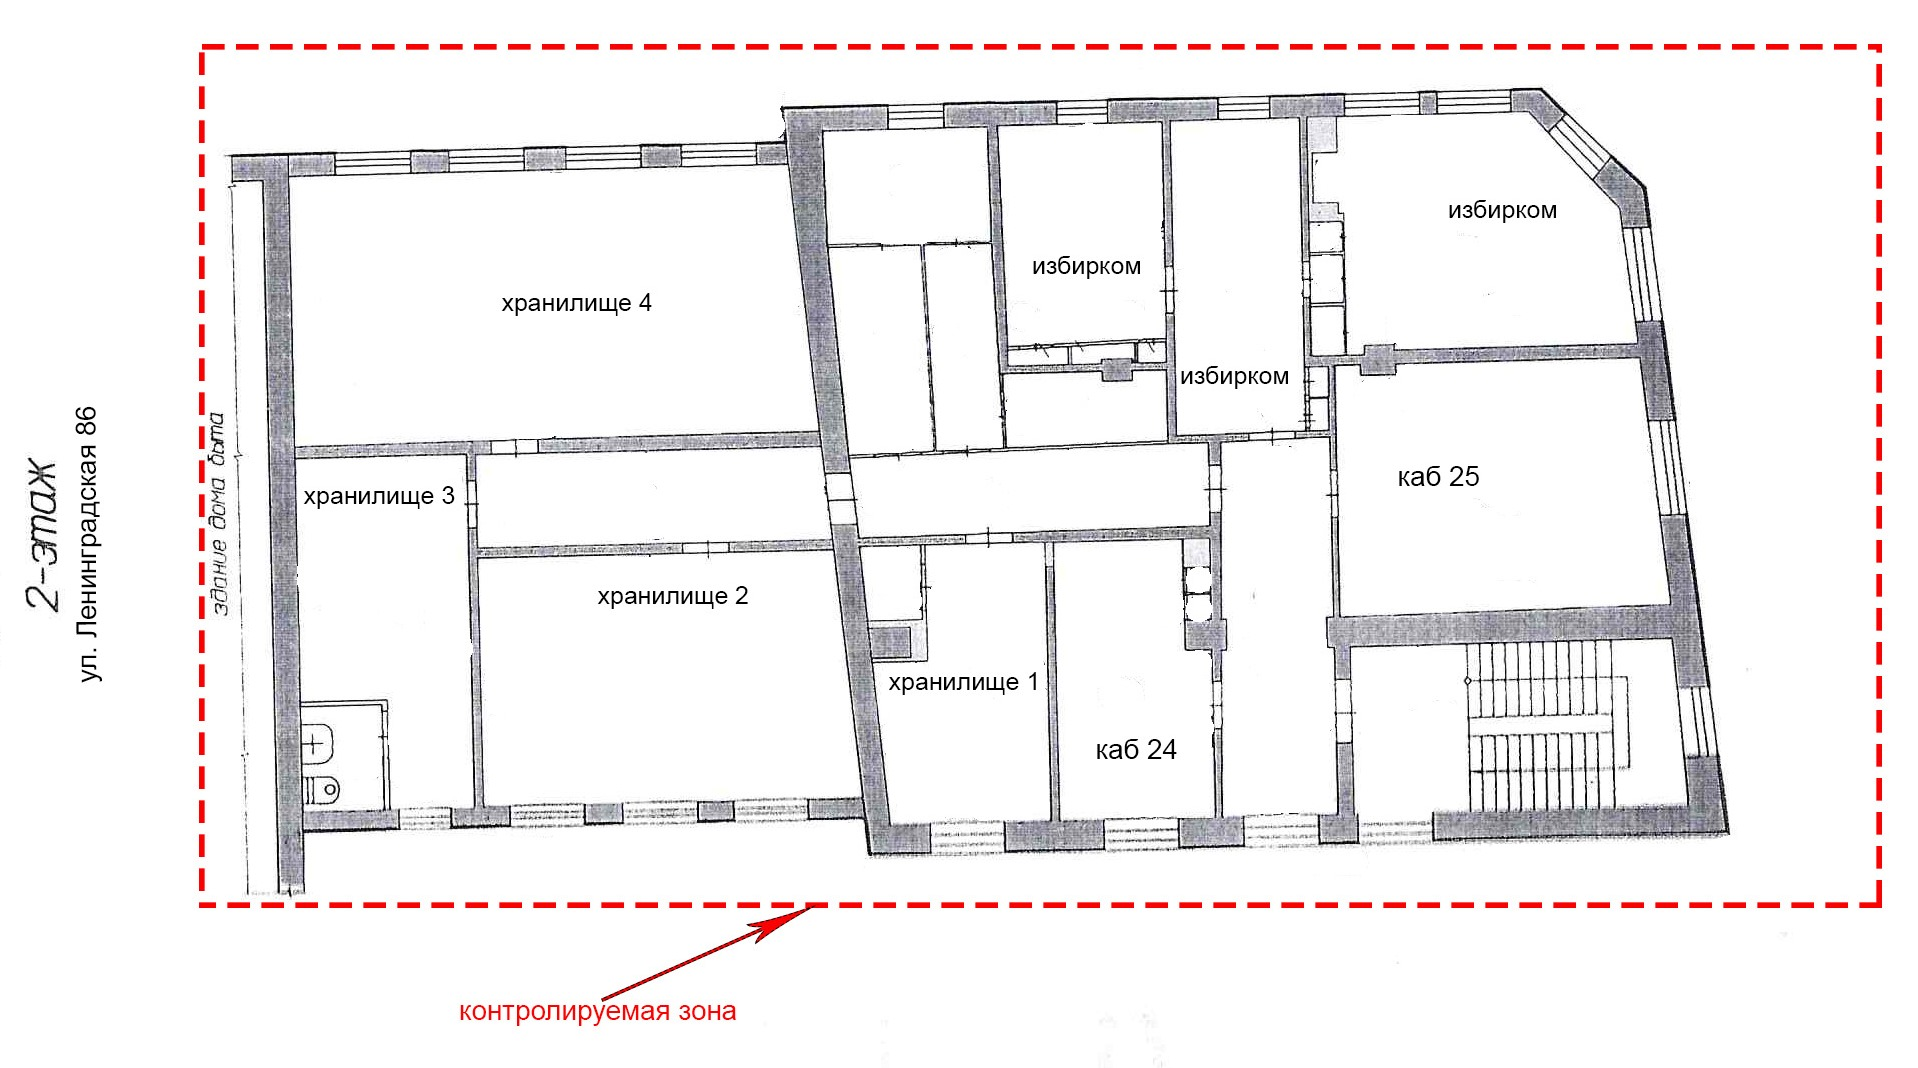 2-этаж
ул. Ленинградская 86
здание дома быта
избирком
избирком
хранилище 4
избирком
каб 25
хранилище 3
хранилище 2
хранилище 1
каб 24
контролируемая зона